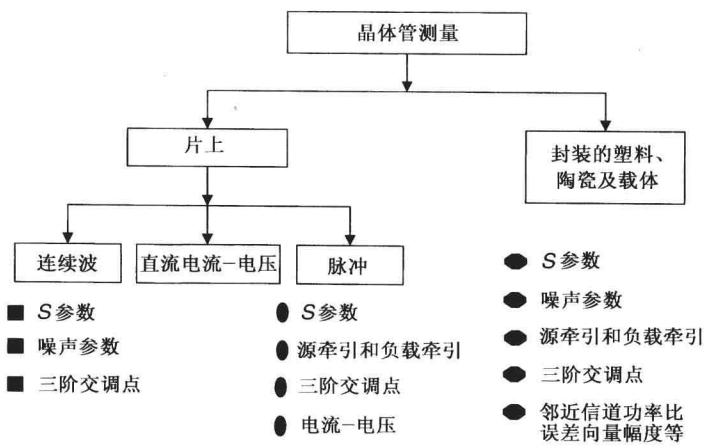 晶体管测量
片上
封装的塑料、
陶瓷及载体
连续波
直流电流-电压
脉冲
S参数
噪声参数
三阶交调点
S参数
源牵引和负载牵引
三阶交调点
电流-电压
S参数
噪声参数
源牵引和负载牵引
三阶交调点
邻近信道功率比
误差向量幅度等